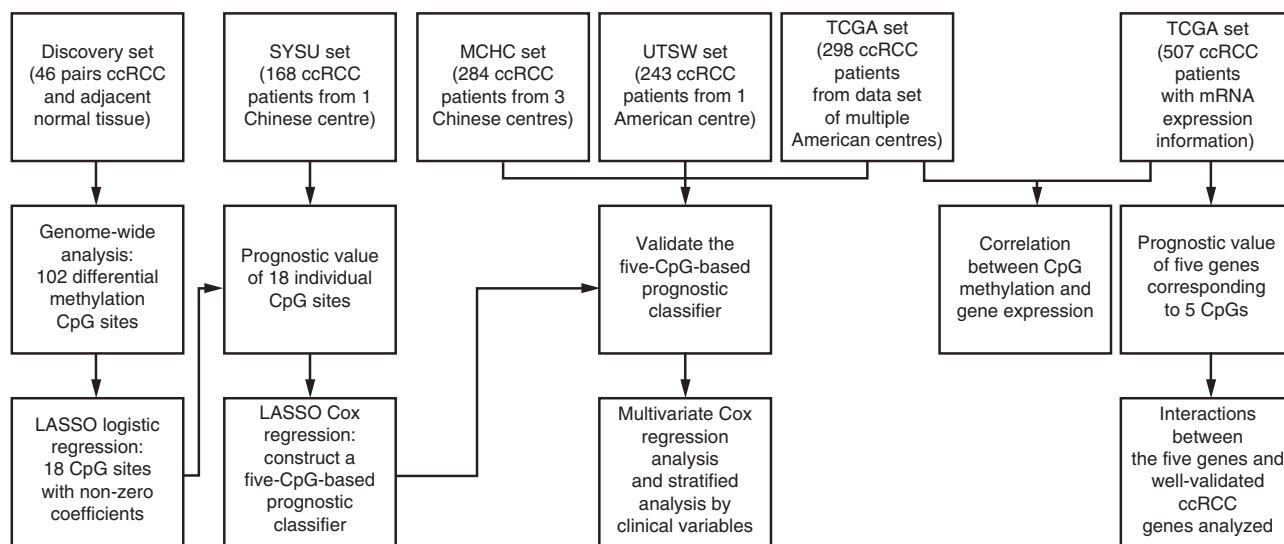 Discovery set
(46 pairs ccRCC
and adjacent
normal tissue)
SYSU set
(168 ccRCC
patients from 1
Chinese centre)
MCHC set
(284 ccRCC
patients from 3
Chinese centres)
UTSW set
(243 ccRCC
patients from 1
American centre)
TCGA set
(298 ccRCC
patients
from data set
of multiple
American centres)
TCGA set
(507 ccRCC
patients
with mRNA
expression
information)
Genome-wide
analysis:
102 differential
methylation
CpG sites
Prognostic value
of 18 individual
CpG sites
Validate the
five-CpG-based
prognostic
classifier
Correlation
between CpG
methylation and
gene expression
Prognostic value
of five genes
corresponding
to 5 CpGs
LASSO logistic
regression:
18 CpG sites
with non-zero
coefficients
LASSO Cox
regression:
construct a
five-CpG-based
prognostic
classifier
Multivariate Cox
regression
analysis
and stratified
analysis by
clinical variables
Interactions
between
the five genes and
well-validated
ccRCC
genes analyzed